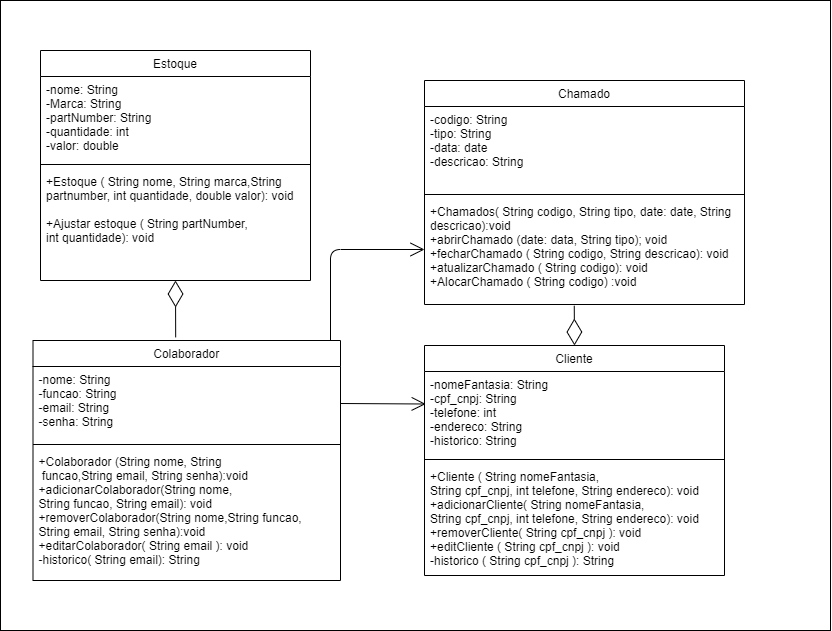 Estoque
-nome: String
-Marca: String
-partNumber: String
-quantidade: int
-valor: double
+Estoque ( String nome, String marca,String
partnumber, int quantidade, double valor): void
+Ajustar estoque ( String partNumber,
int quantidade): void
Chamado
-codigo: String
-tipo: String
-data: date
-descricao: String
+Chamados( String codigo, String tipo, date: date, String
descricao):void
+abrirChamado (date: data, String tipo); void
+fecharChamado ( String codigo, String descricao): void
+atualizarChamado ( String codigo): void
+AlocarChamado ( String codigo) :void
Colaborador
-nome: String
-funcao: String
-email: String
-senha: String
+Colaborador (String nome, String
funcao,String email, String senha):void
+adicionarColaborador(String nome,
String funcao, String email): void
+removerColaborador(String nome,String funcao,
String email, String senha):void
+editarColaborador( String email ): void
-historico( String email): String
Cliente
-nomeFantasia: String
-cpf_cnpj: String
-telefone: int
-endereco: String
-historico: String
+Cliente ( String nomeFantasia,
String cpf_cnpj, int telefone, String endereco): void
+adicionarCliente( String nomeFantasia,
String cpf_cnpj, int telefone, String endereco): void
+removerCliente( String cpf_cnpj ): void
+editCliente ( String cpf_cnpj ): void
-historico ( String cpf_cnpj ): String